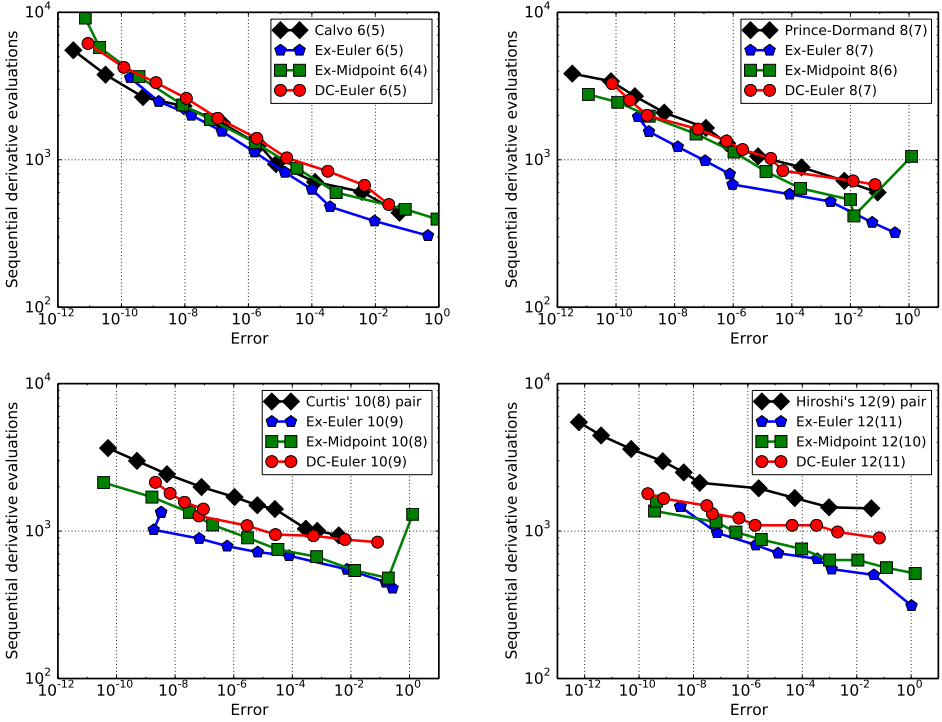 Sequential derivative evaluations
10^4
10^3
10^2
10^-12
10^-10
10^-8
10^-6
10^-4
10^-2
10^0
Error
Calvo 6(5)
Ex-Euler 6(5)
Ex-Midpoint 6(4)
DC-Euler 6(5)
Sequential derivative evaluations
10^4
10^3
10^2
10^-12
10^-10
10^-8
10^-6
10^-4
10^-2
10^0
Error
Prince-Dormand 8(7)
Ex-Euler 8(7)
Ex-Midpoint 8(6)
DC-Euler 8(7)
Sequential derivative evaluations
10^4
10^3
10^2
10^-12
10^-10
10^-8
10^-6
10^-4
10^-2
10^0
Error
Curtis' 10(8) pair
Ex-Euler 10(9)
Ex-Midpoint 10(8)
DC-Euler 10(9)
Sequential derivative evaluations
10^4
10^3
10^2
10^-12
10^-10
10^-8
10^-6
10^-4
10^-2
10^0
Error
Hiroshi's 12(9) pair
Ex-Euler 12(11)
Ex-Midpoint 12(10)
DC-Euler 12(11)